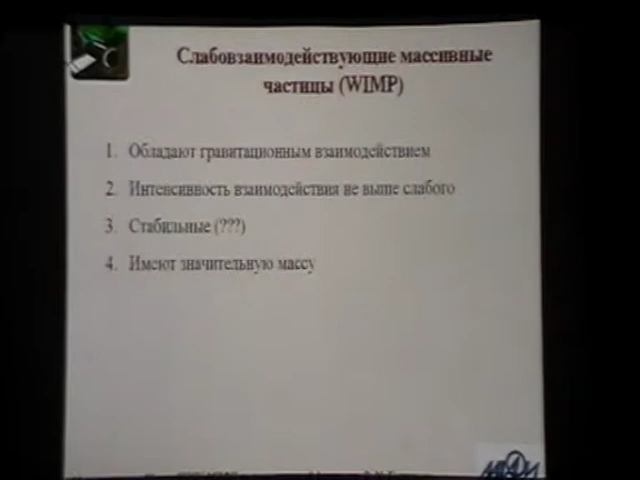 Слабовзаимодействующие массивные
частицы (WIMP)
1. Обладают гравитационным взаимодействием
2. Интенсивность взаимодействия не выше слабого
3. Стабильные (???)
4. Имеют значительную массу